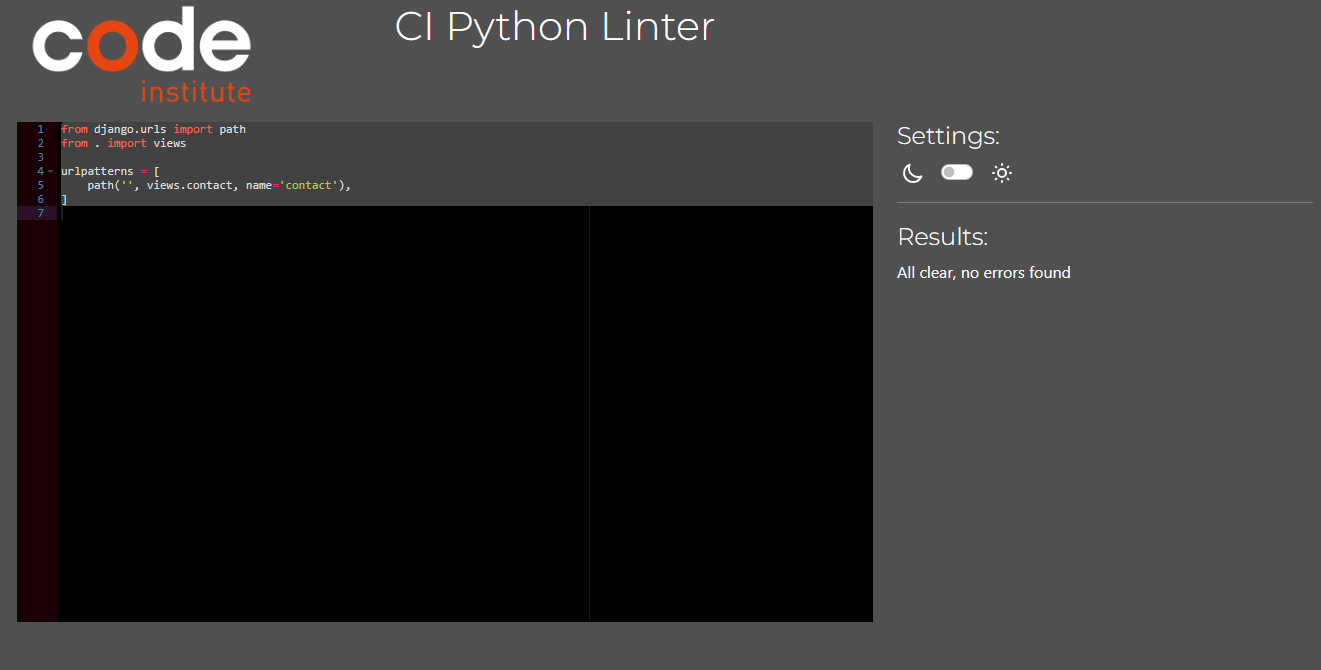 code
institute
CI Python Linter
1 from django.urls import path
2 from . import views
3
4 urlpatterns = [
5     path('', views.contact, name='contact'),
6 ]
7
Settings:
Results:
All clear, no errors found